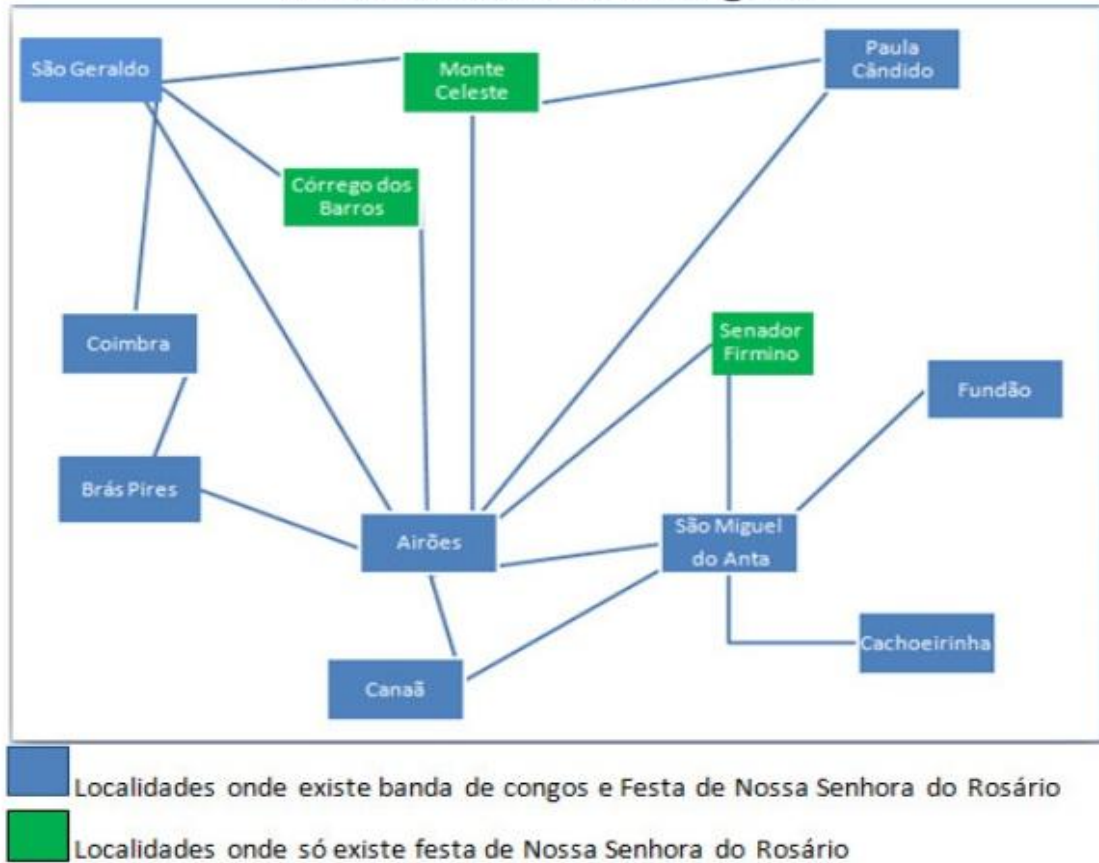 São Geraldo
Monte
Celeste
Paula
Cândido
Córrego dos
Barros
Coimbra
Senador
Firmino
Fundão
Brás Pires
Airões
São Miguel
do Anta
Cachoeirinha
Canaã
Localidades onde existe banda de congos e Festa de Nossa Senhora do Rosário
Localidades onde só existe festa de Nossa Senhora do Rosário